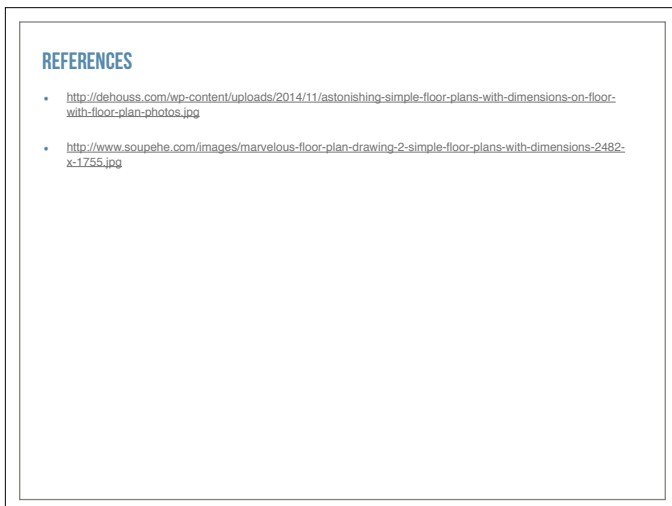 REFERENCES
• http://dehouss.com/wp-content/uploads/2014/11/astonishing-simple-floor-plans-with-dimensions-on-floor-
with-floor-plan-photos.jpg
• http://www.soupehe.com/images/marvelous-floor-plan-drawing-2-simple-floor-plans-with-dimensions-2482-
x-1755.jpg